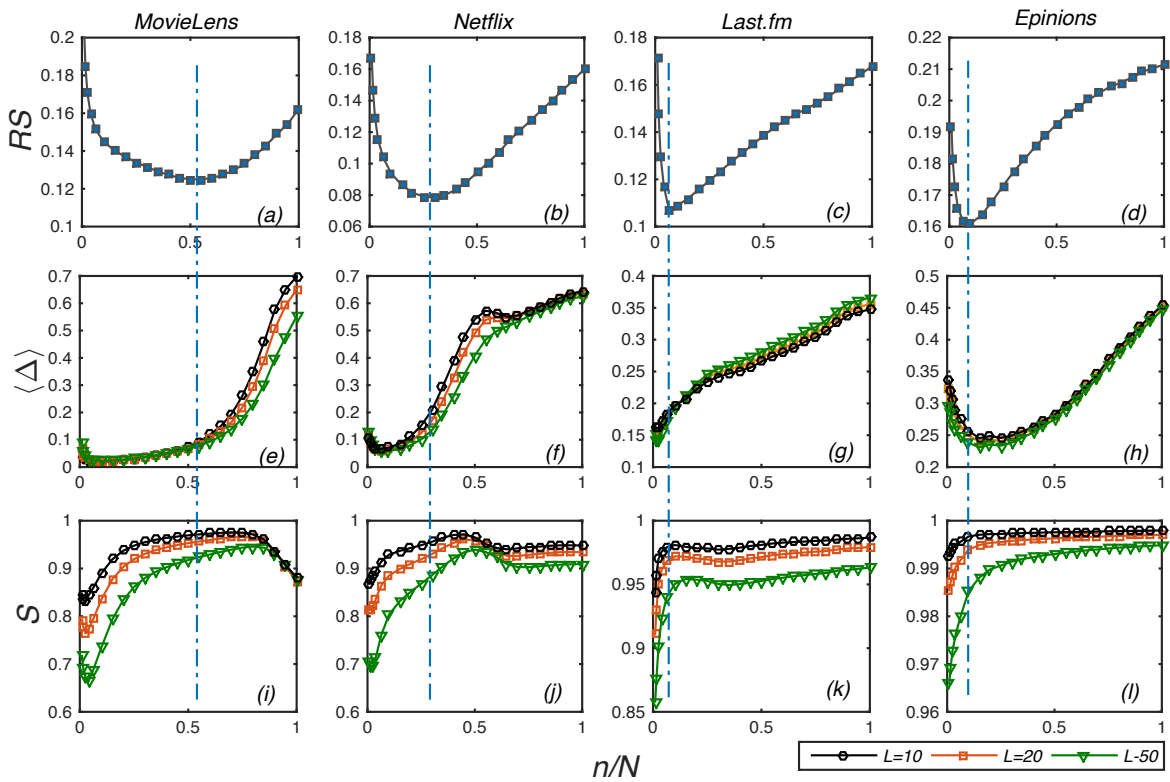 MovieLens Netflix Last.fm Epinions
0.2 0.18 0.18 0.22
0.18 0.16 0.16 0.21
0.16 0.14 0.14 0.2
0.14 0.12 0.12 0.19
0.12 0.1 0.1 0.18
0.1 0.08 0.17
0.06 0.16
RS
(a) (b) (c) (d)
0 0.5 1 0 0.5 1 0 0.5 1 0 0.5 1
0.7 0.7 0.4 0.5
0.6 0.6 0.35 0.45
0.5 0.5 0.3 0.4
0.4 0.4 0.25 0.35
0.3 0.3 0.2 0.3
0.2 0.2 0.15 0.25
0.1 0.1 0.1 0.2
0 0
⟨Δ⟩
(e) (f) (g) (h)
0 0.5 1 0 0.5 1 0 0.5 1 0 0.5 1
1 1 1 1
0.9 0.9 0.95 0.99
0.8 0.8 0.9 0.98
0.7 0.7 0.85 0.97
0.6 0.6 0.96
S
(i) (j) (k) (l)
0 0.5 1 0 0.5 1 0 0.5 1 0 0.5 1
n/N
L=10 L=20 L-50